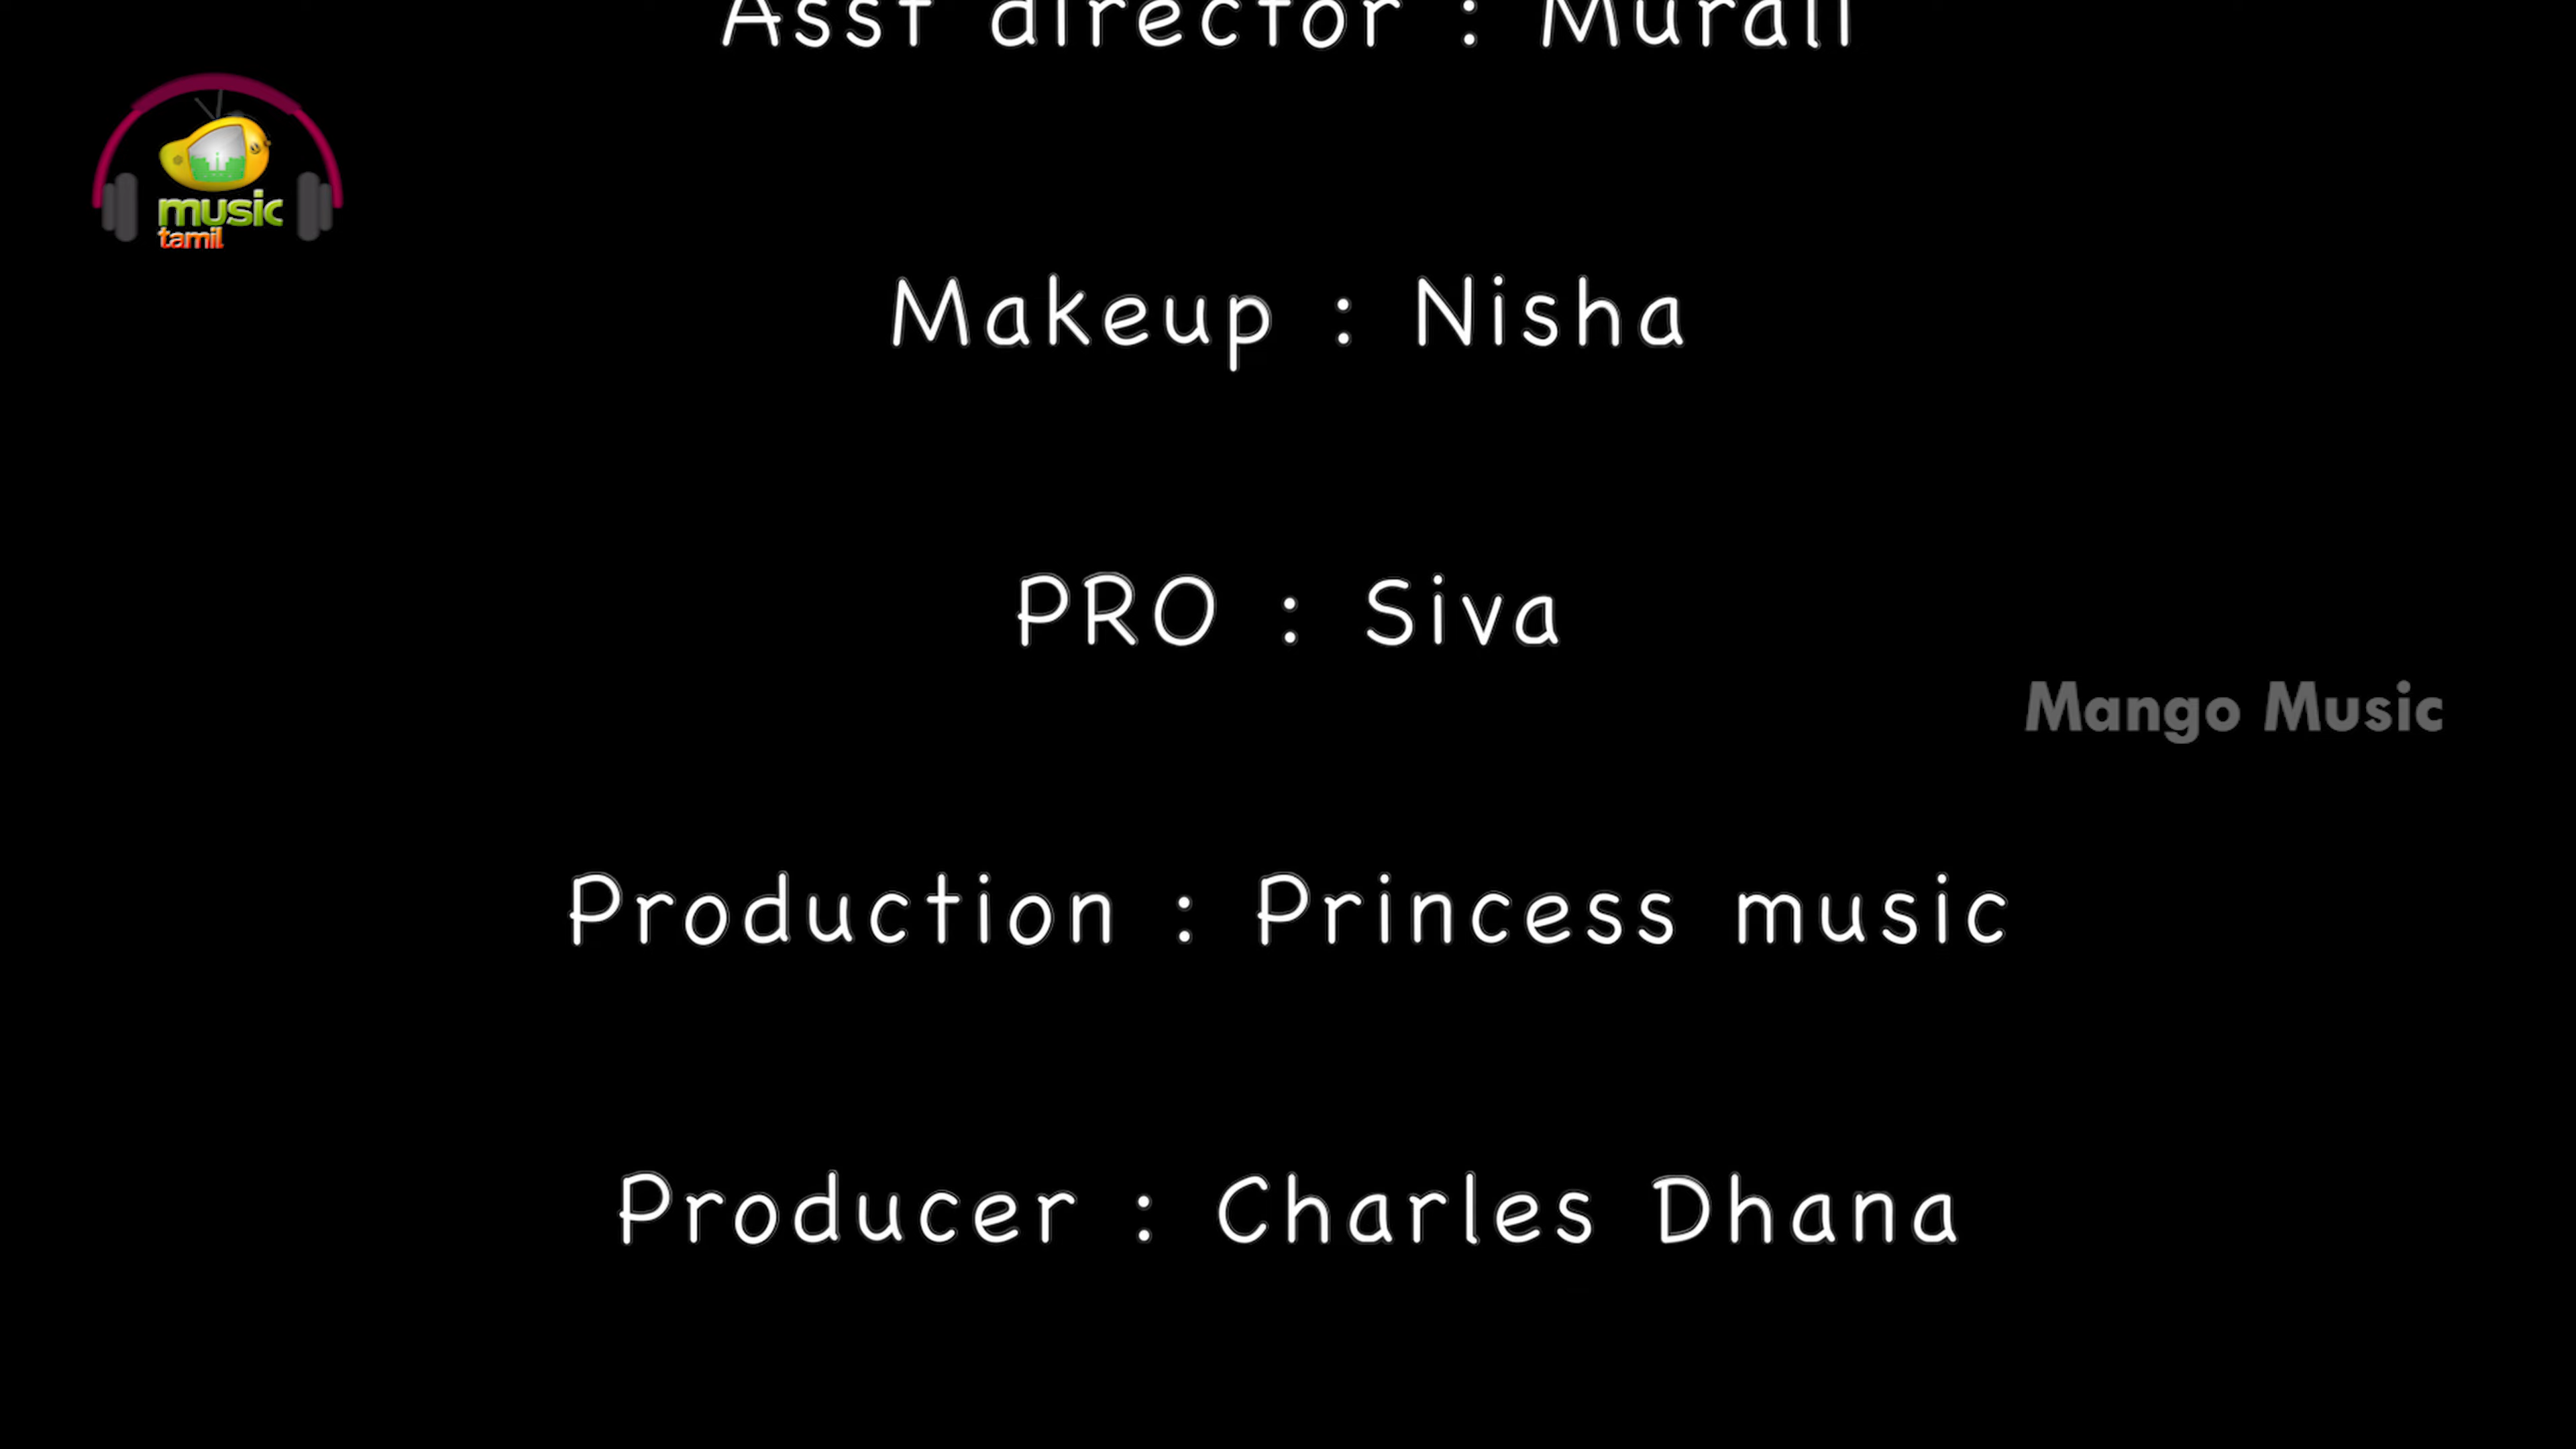 Asst director : Murali
music
tamil
Makeup : Nisha
PRO : Siva
Mango Music
Production : Princess music
Producer : Charles Dhana